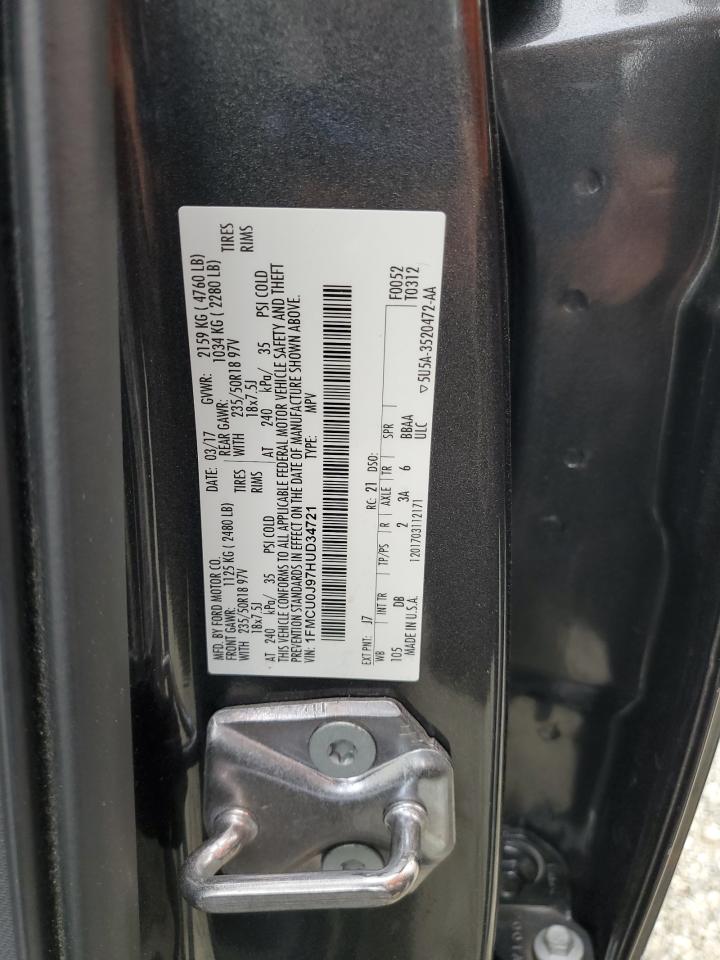 MFD. BY FORD MOTOR CO. DATE: 03/17 GVWR: 2159 KG ( 4760 LB)
FRONT GAWR: 1125 KG ( 2480 LB) REAR GAWR: 1034 KG ( 2280 LB)
WITH 235/50R18 97V TIRES WITH 235/50R18 97V TIRES
18x7.5J RIMS 18x7.5J RIMS
AT 240 kPa/ 35 PSI COLD AT 240 kPa/ 35 PSI COLD
THIS VEHICLE CONFORMS TO ALL APPLICABLE FEDERAL MOTOR VEHICLE SAFETY AND THEFT
PREVENTION STANDARDS IN EFFECT ON THE DATE OF MANUFACTURE SHOWN ABOVE.
VIN: 1FMCU0J97HUD34721 TYPE: MPV
EXT PNT: J7 RC: 21 DSO: F0052
WB INT TR TP/PS R AXLE TR SPR T0312
105 DB 2 3A 6 BBAA
MADE IN U.S.A. 1201703112171 ULC
▽5U5A-3520472-AA